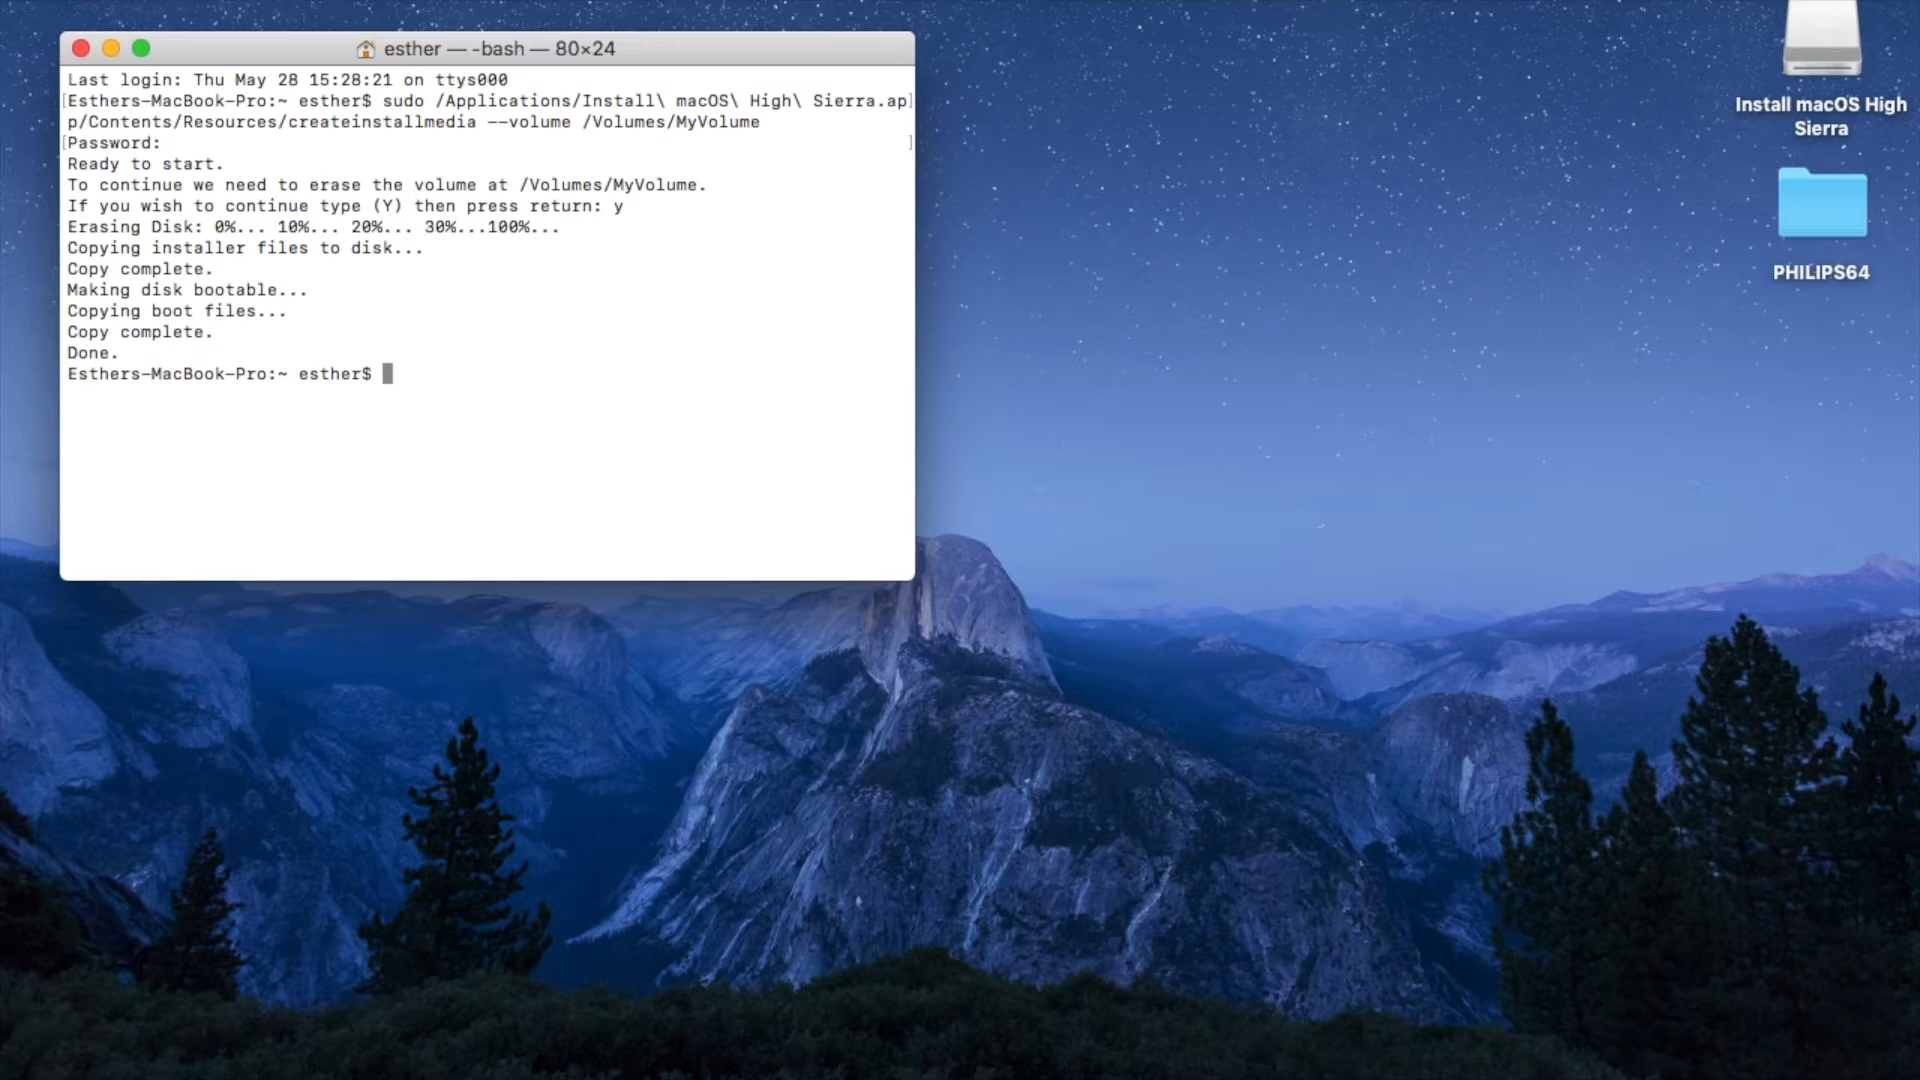 esther — -bash — 80×24
Last login: Thu May 28 15:28:21 on ttys000
[Esthers-MacBook-Pro:~ esther$ sudo /Applications/Install\ macOS\ High\ Sierra.ap]
p/Contents/Resources/createinstallmedia --volume /Volumes/MyVolume
[Password: ]
Ready to start.
To continue we need to erase the volume at /Volumes/MyVolume.
If you wish to continue type (Y) then press return: y
Erasing Disk: 0%... 10%... 20%... 30%...100%...
Copying installer files to disk...
Copy complete.
Making disk bootable...
Copying boot files...
Copy complete.
Done.
Esthers-MacBook-Pro:~ esther$
Install macOS High
Sierra
PHILIPS64